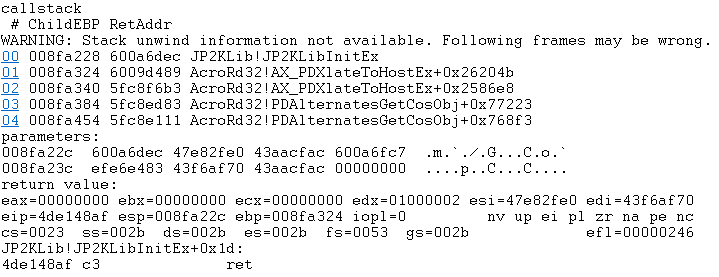 callstack
 # ChildEBP RetAddr
WARNING: Stack unwind information not available. Following frames may be wrong.
00 008fa228 600a6dec JP2KLib!JP2KLibInitEx
01 008fa324 6009d489 AcroRd32!AX_PDXlateToHostEx+0x26204b
02 008fa340 5fc8f6b3 AcroRd32!AX_PDXlateToHostEx+0x2586e8
03 008fa384 5fc8ed83 AcroRd32!PDAlternatesGetCosObj+0x77223
04 008fa454 5fc8e111 AcroRd32!PDAlternatesGetCosObj+0x768f3
parameters:
008fa22c  600a6dec 47e82fe0 43aacfac 600a6fc7  .m.`./.G...C.o.`
008fa23c  efe6e483 43f6af70 43aacfac 00000000  ....p..C...C....
return value:
eax=00000000 ebx=00000000 ecx=00000000 edx=01000002 esi=47e82fe0 edi=43f6af70
eip=4de148af esp=008fa22c ebp=008fa324 iopl=0         nv up ei pl zr na pe nc
cs=0023  ss=002b  ds=002b  es=002b  fs=0053  gs=002b             efl=00000246
JP2KLib!JP2KLibInitEx+0x1d:
4de148af c3              ret